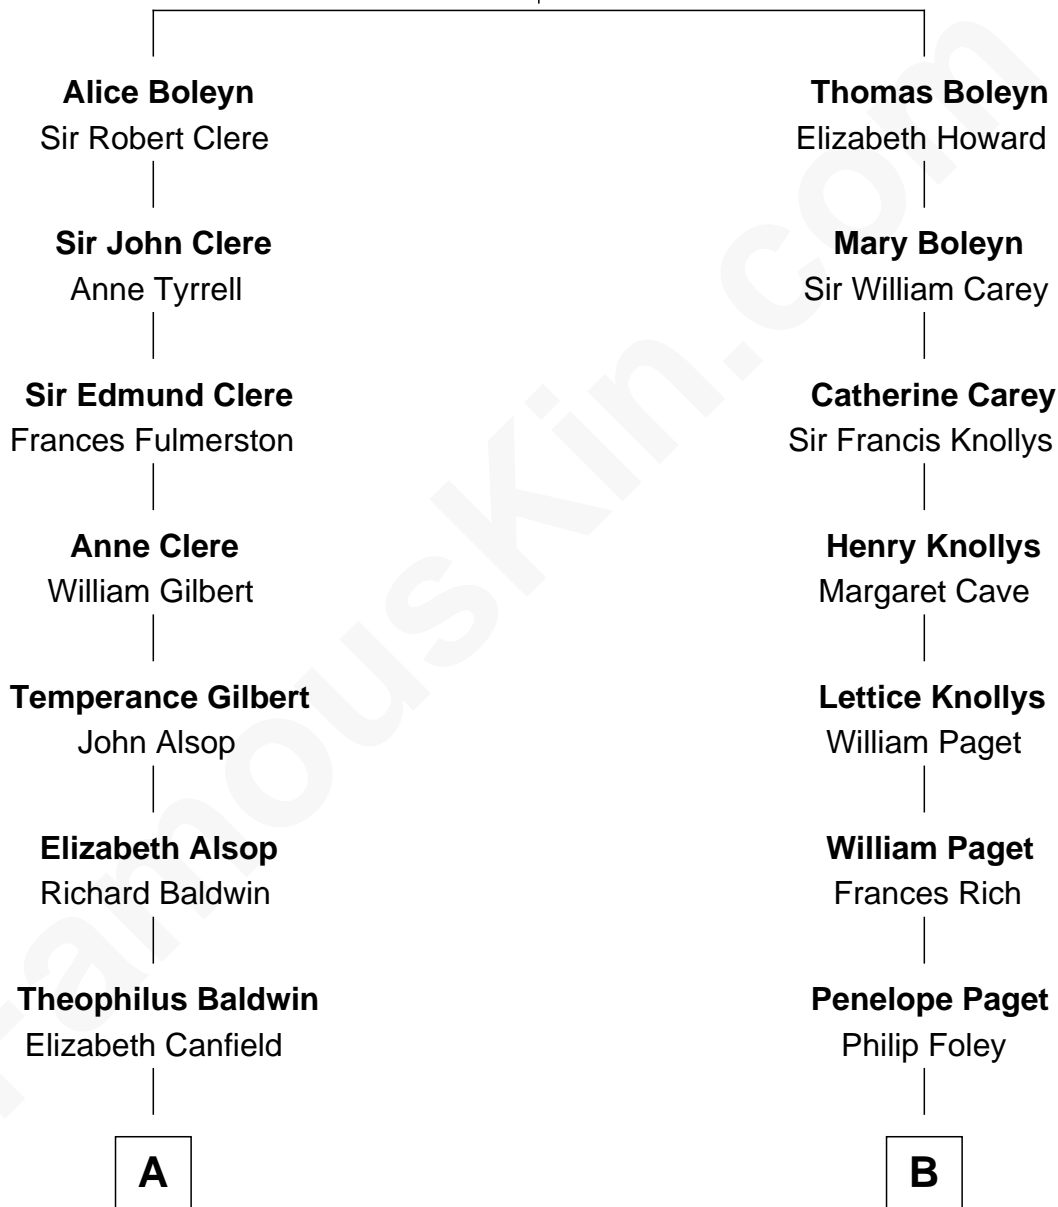 Alice Boleyn
Sir Robert Clere
Thomas Boleyn
Elizabeth Howard
Sir John Clere
Anne Tyrrell
Mary Boleyn
Sir William Carey
Sir Edmund Clere
Frances Fulmerston
Catherine Carey
Sir Francis Knollys
Anne Clere
William Gilbert
Henry Knollys
Margaret Cave
Temperance Gilbert
John Alsop
Lettice Knollys
William Paget
Elizabeth Alsop
Richard Baldwin
William Paget
Frances Rich
Theophilus Baldwin
Elizabeth Canfield
Penelope Paget
Philip Foley
A
B
FamousKin.com